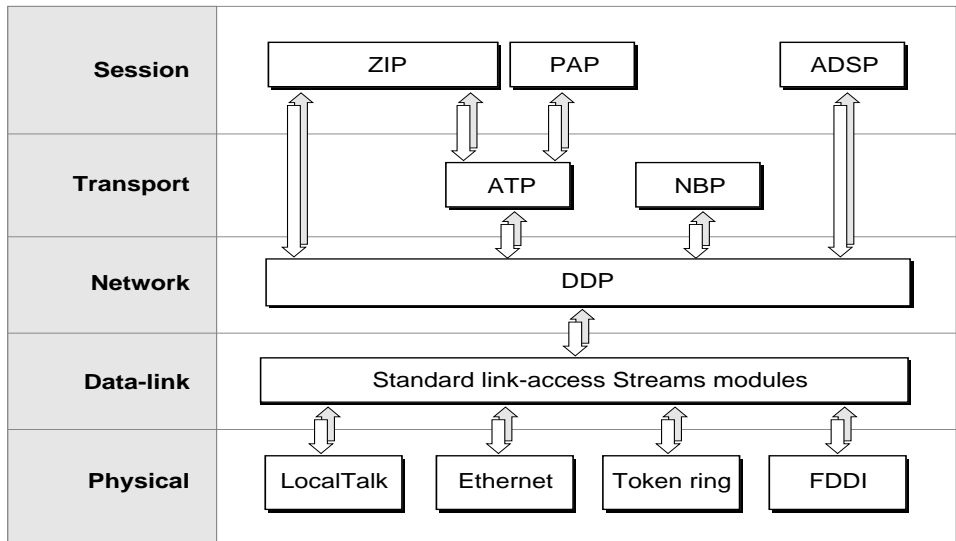 Session
ZIP
PAP
ADSP
Transport
ATP
NBP
Network
DDP
Data-link
Standard link-access Streams modules
Physical
LocalTalk
Ethernet
Token ring
FDDI